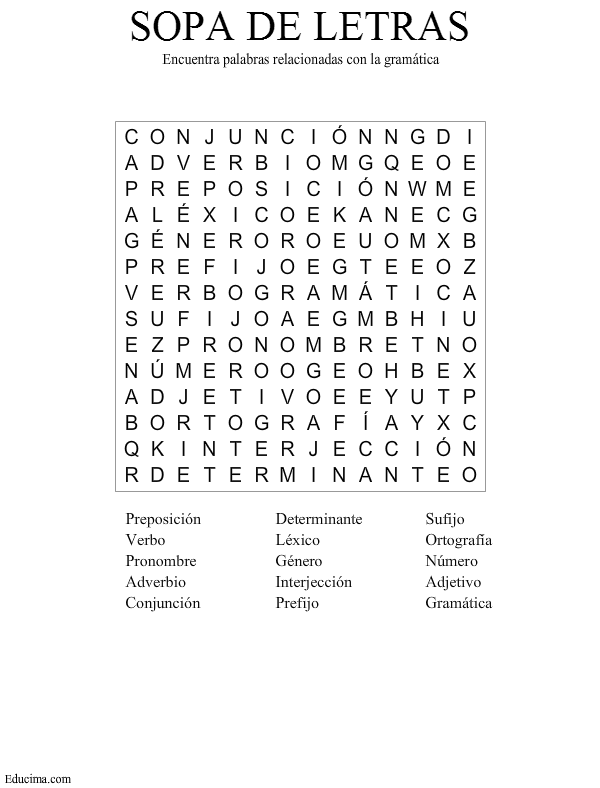 SOPA DE LETRAS
Encuentra palabras relacionadas con la gramática
C O N J U N C I Ó N N G D I
A D V E R B I O M G Q E O E
P R E P O S I C I Ó N W M E
A L É X I C O E K A N E C G
G É N E R O R O E U O M X B
P R E F I J O E G T E E O Z
V E R B O G R A M Á T I C A
S U F I J O A E G M B H I U
E Z P R O N O M B R E T N O
N Ú M E R O O G E O H B E X
A D J E T I V O E E Y U T P
B O R T O G R A F Í A Y X C
Q K I N T E R J E C C I Ó N
R D E T E R M I N A N T E O
Preposición Determinante Sufijo
Verbo Léxico Ortografía
Pronombre Género Número
Adverbio Interjección Adjetivo
Conjunción Prefijo Gramática
Educima.com